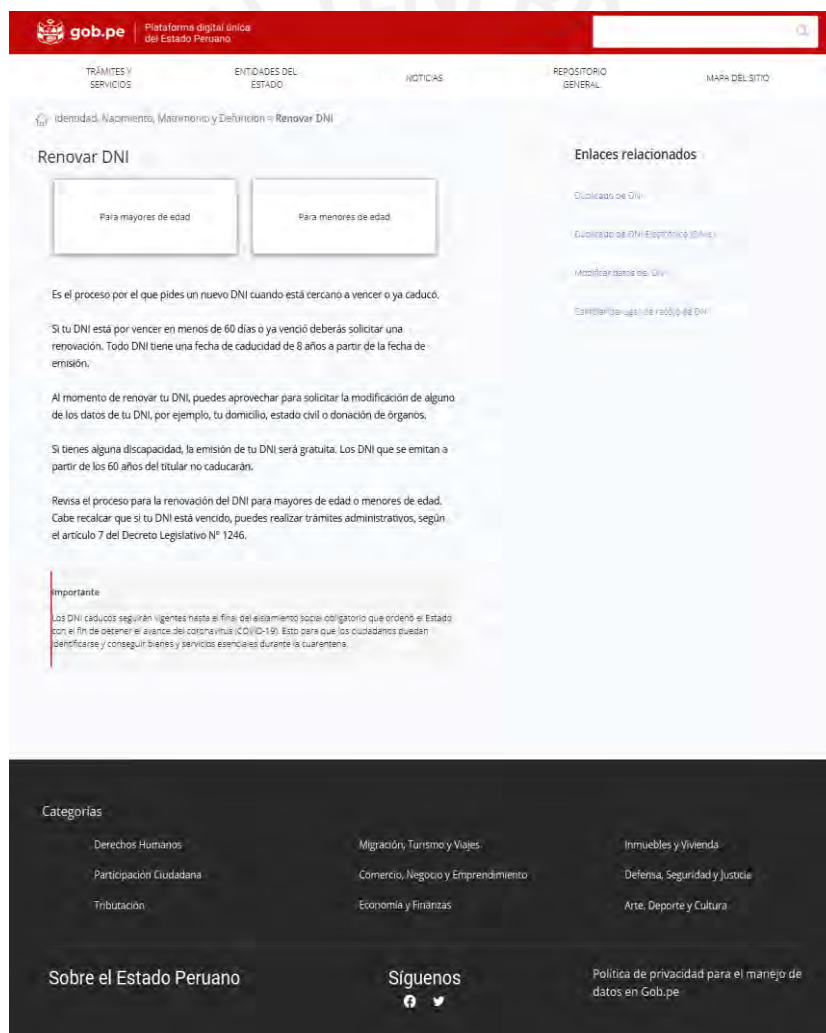 gob.pe
Plataforma digital única
del Estado Peruano
TRÁMITES Y
SERVICIOS
ENTIDADES DEL
ESTADO
NOTICIAS
REPOSITORIO
GENERAL
MAPA DEL SITIO
Identidad, Nacimiento, Matrimonio y Defunción > Renovar DNI
Renovar DNI
Para mayores de edad
Para menores de edad
Es el proceso por el que pides un nuevo DNI cuando está cercano a vencer o ya caducó.
Si tu DNI está por vencer en menos de 60 días o ya venció deberás solicitar una
renovación. Todo DNI tiene una fecha de caducidad de 8 años a partir de la fecha de
emisión.
Al momento de renovar tu DNI, puedes aprovechar para solicitar la modificación de alguno
de los datos de tu DNI, por ejemplo, tu domicilio, estado civil o donación de órganos.
Si tienes alguna discapacidad, la emisión de tu DNI será gratuita. Los DNI que se emitan a
partir de los 60 años del titular no caducarán.
Revisa el proceso para la renovación del DNI para mayores de edad o menores de edad.
Cabe recalcar que si tu DNI está vencido, puedes realizar trámites administrativos, según
el artículo 7 del Decreto Legislativo N° 1246.
Importante
Los DNI caducos seguirán vigentes hasta el final del aislamiento social obligatorio que ordenó el Estado
con el fin de detener el avance del coronavirus (COVID-19). Esto para que los ciudadanos puedan
identificarse y conseguir bienes y servicios esenciales durante la cuarentena.
Enlaces relacionados
Duplicado de DNI
Duplicado de DNI Electrónico (DNIe)
Modificar datos del DNI
Cambiar de lugar de recojo de DNI
Categorías
Derechos Humanos
Migración, Turismo y Viajes
Inmuebles y Vivienda
Participación Ciudadana
Comercio, Negocio y Emprendimiento
Defensa, Seguridad y Justicia
Tributación
Economía y Finanzas
Arte, Deporte y Cultura
Sobre el Estado Peruano
Síguenos
Política de privacidad para el manejo de
datos en Gob.pe